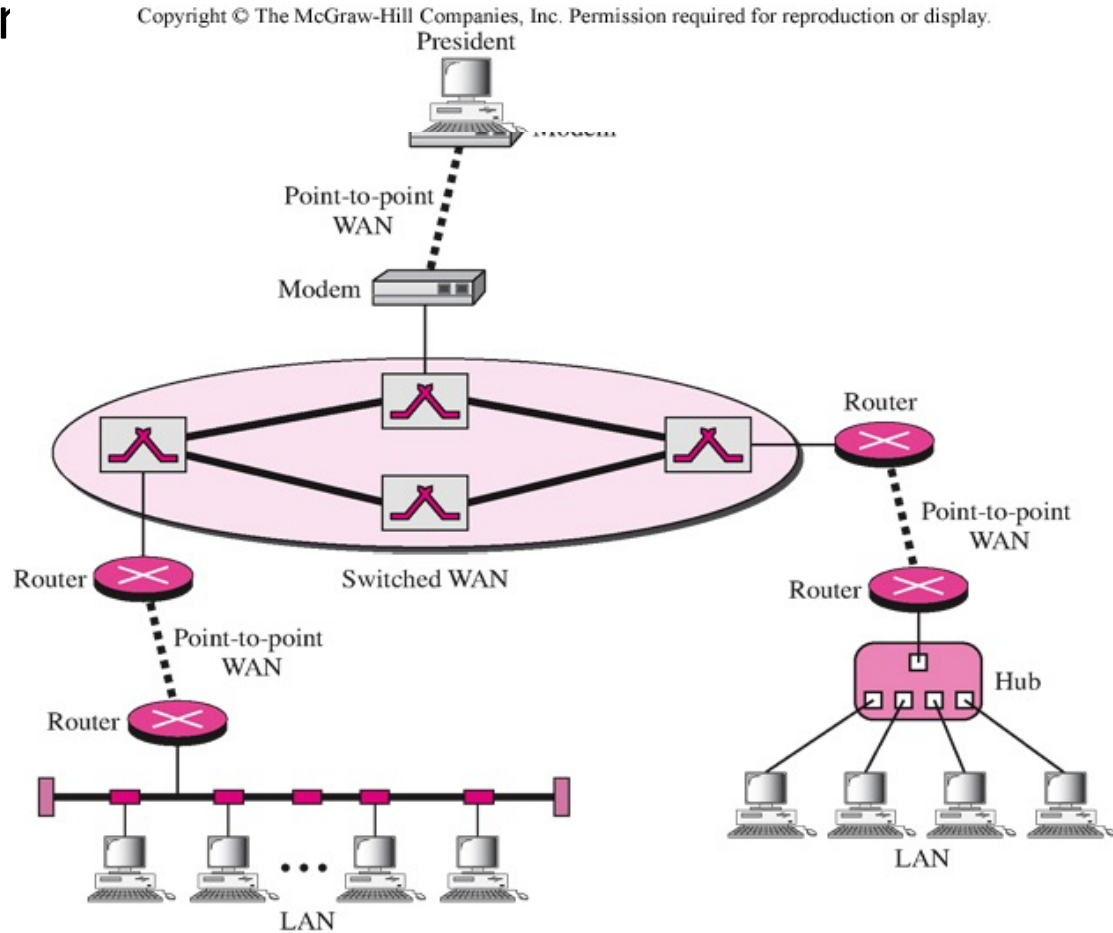 r
Copyright © The McGraw-Hill Companies, Inc. Permission required for reproduction or display.
President
Modem
Point-to-point
WAN
Modem
Router
Point-to-point
WAN
Router
Switched WAN
Router
Point-to-point
WAN
Router
Hub
LAN
LAN